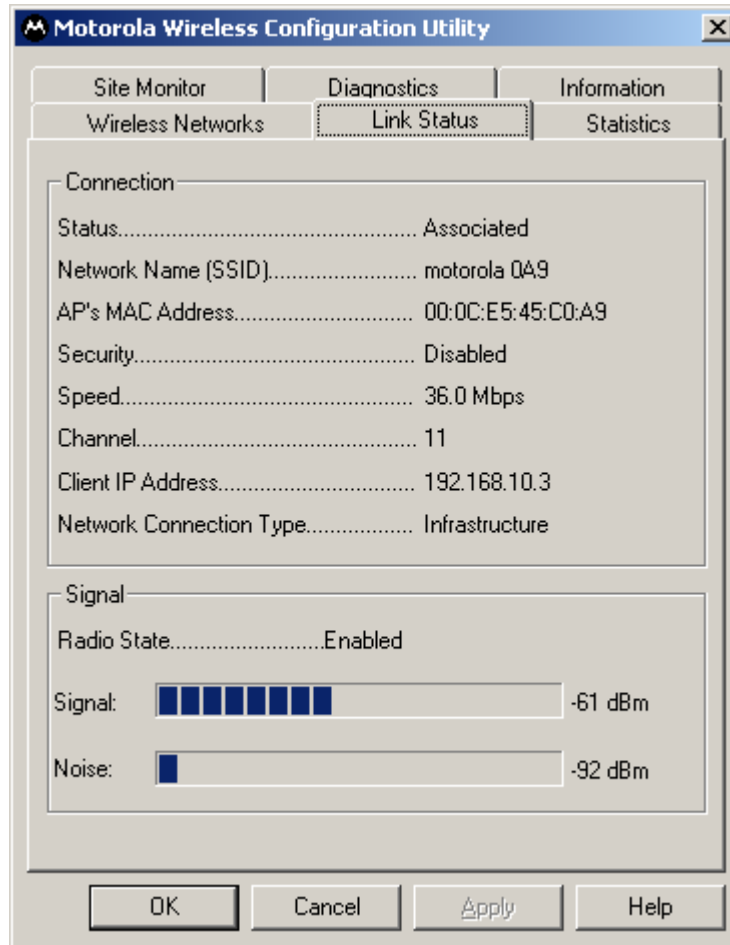 Motorola Wireless Configuration Utility
Site Monitor Diagnostics Information
Wireless Networks Link Status Statistics
Connection
Status................................................ Associated
Network Name (SSID)........................ motorola 0A9
AP's MAC Address............................. 00:0C:E5:45:C0:A9
Security.............................................. Disabled
Speed................................................ 36.0 Mbps
Channel.............................................. 11
Client IP Address................................ 192.168.10.3
Network Connection Type................. Infrastructure
Signal
Radio State.........................Enabled
Signal: -61 dBm
Noise: -92 dBm
OK Cancel Apply Help